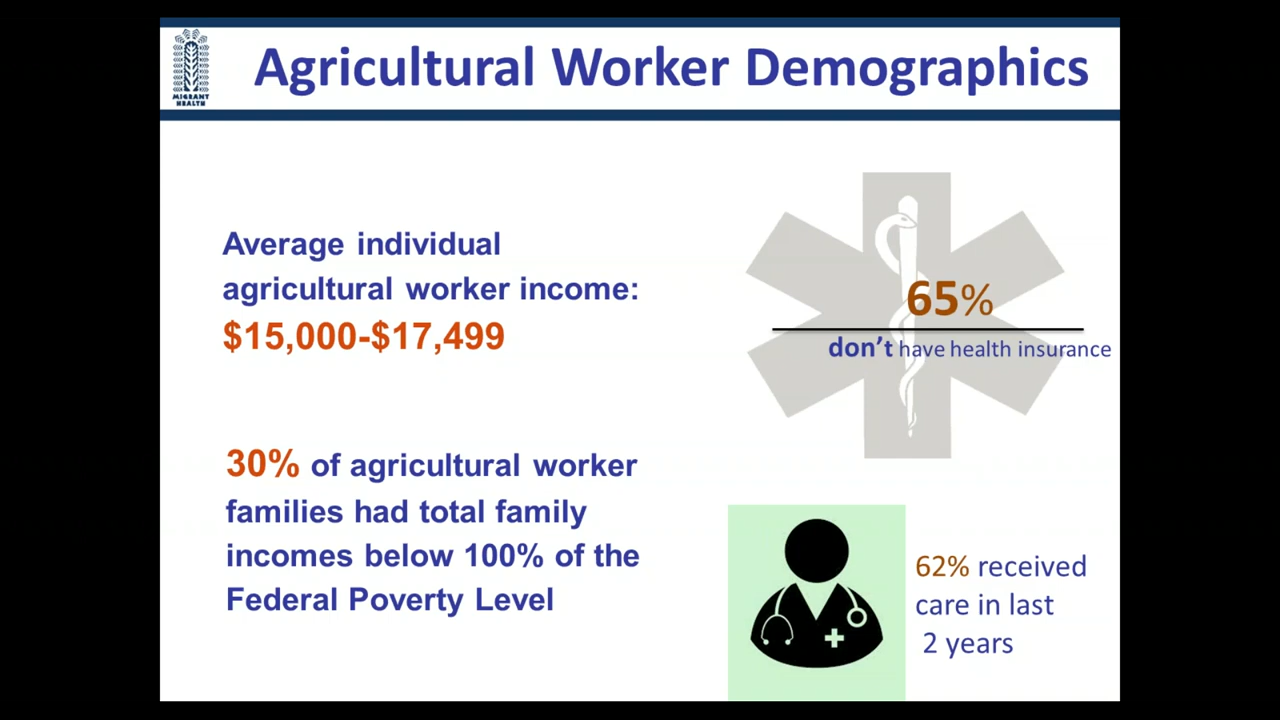 MIGRANT
HEALTH
Agricultural Worker Demographics
Average individual
agricultural worker income:
$15,000-$17,499
30% of agricultural worker
families had total family
incomes below 100% of the
Federal Poverty Level
65%
don’t have health insurance
62% received
care in last
2 years